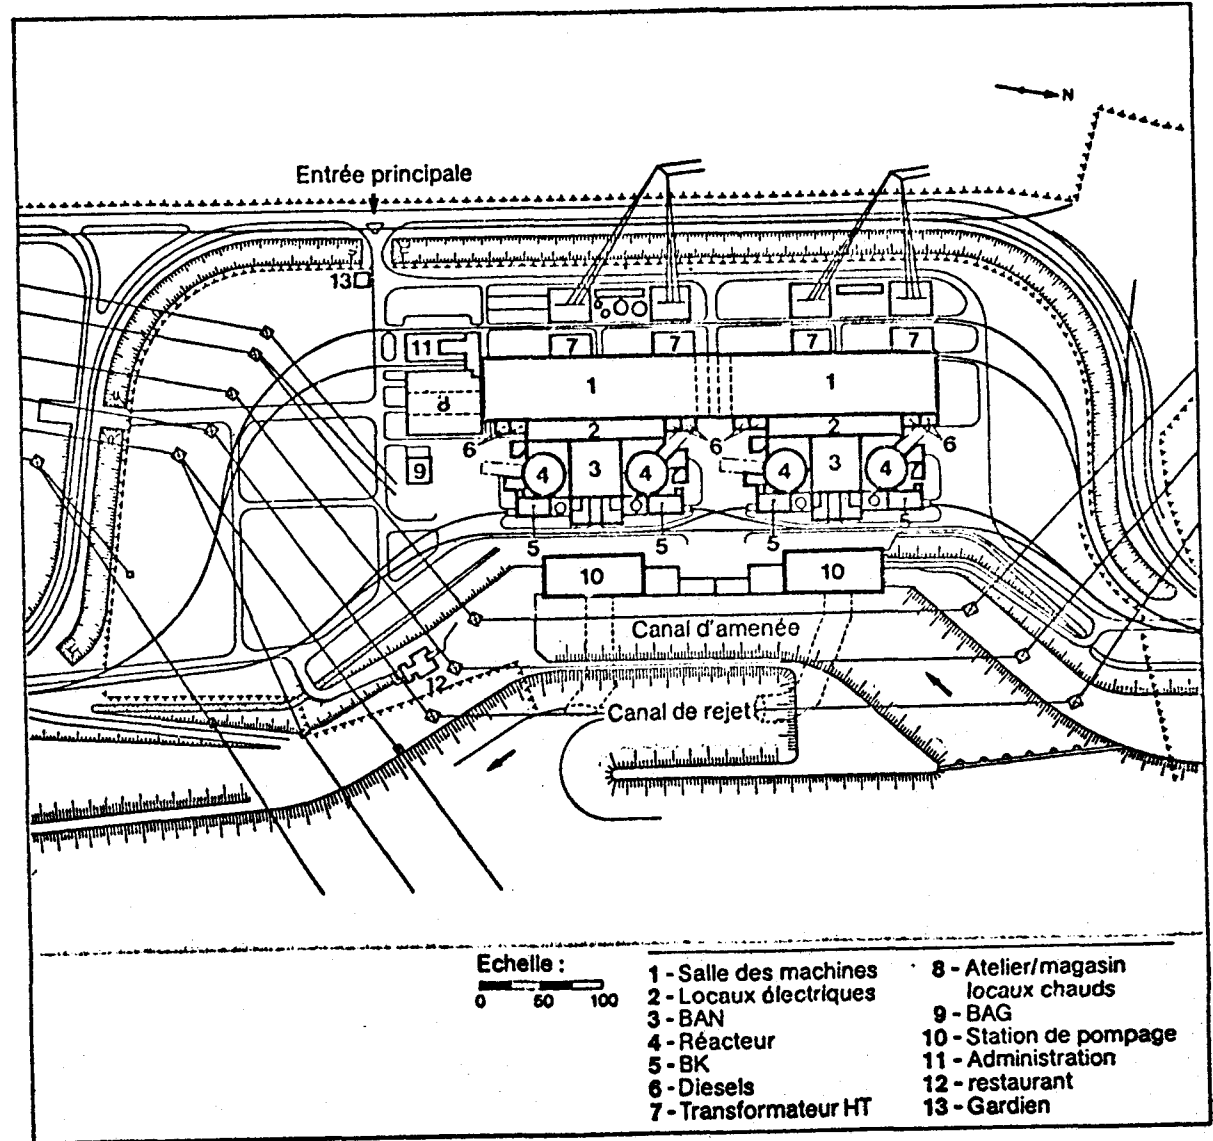 N
Entrée principale
13
11
7
7
7
7
1
1
8
2
2
6
6
6
9
4
3
4
4
3
4
5
5
5
5
10
10
Canal d'amenée
12
Canal de rejet
Echelle :
0 50 100
1 - Salle des machines
2 - Locaux électriques
3 - BAN
4 - Réacteur
5 - BK
6 - Diesels
7 - Transformateur HT
8 - Atelier/magasin
locaux chauds
9 - BAG
10 - Station de pompage
11 - Administration
12 - restaurant
13 - Gardien